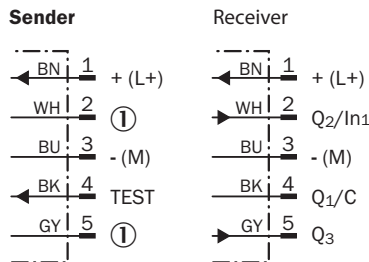 Sender
BN 1 + (L+)
WH 2 ①
BU 3 - (M)
BK 4 TEST
GY 5 ①
Receiver
BN 1 + (L+)
WH 2 Q2/In1
BU 3 - (M)
BK 4 Q1/C
GY 5 Q3